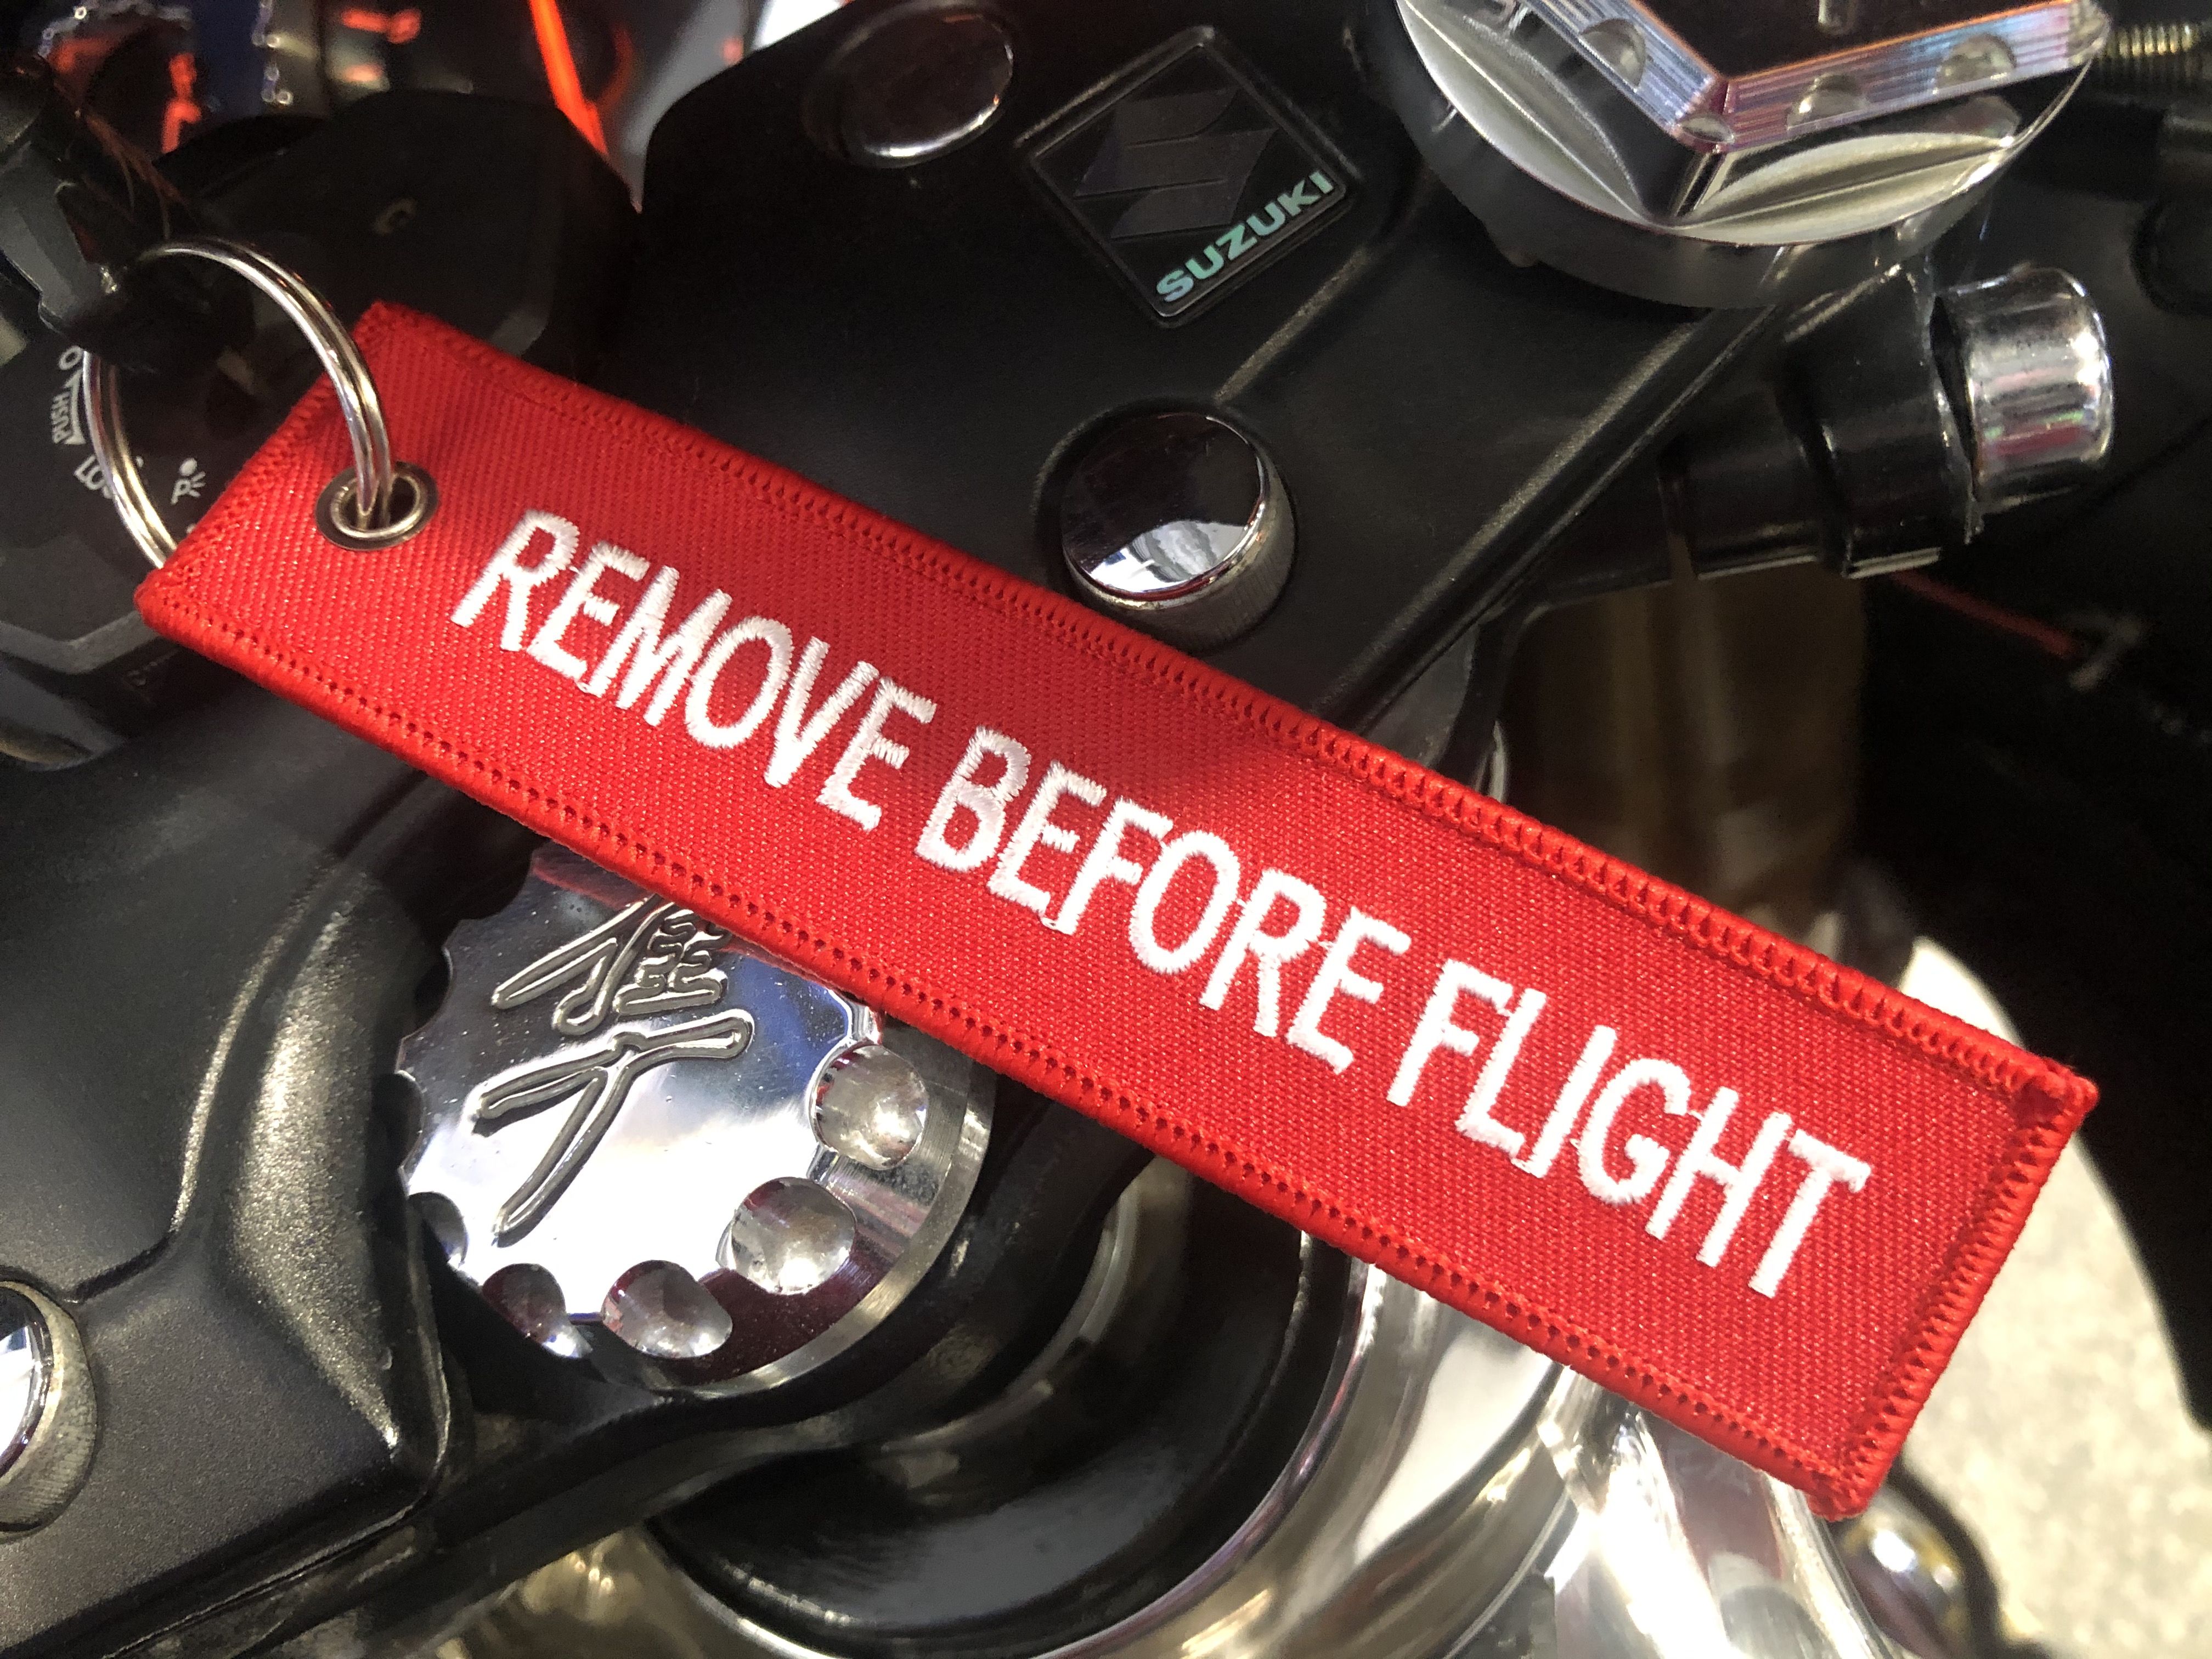 SUZUKI
PUSH
REMOVE BEFORE FLIGHT
隼